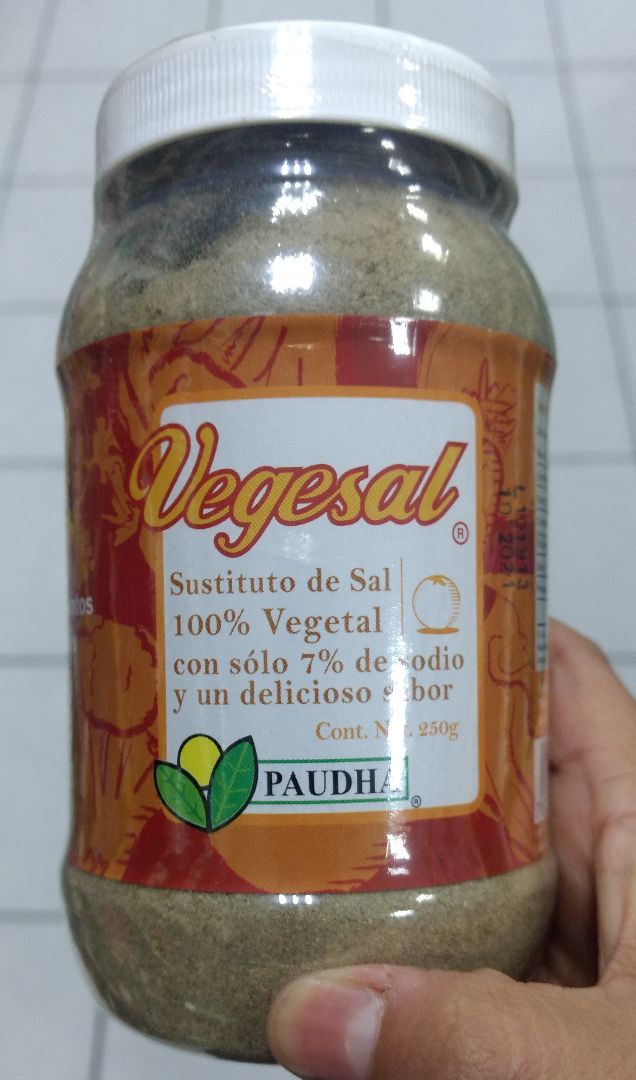 Vegesal
®
Sustituto de Sal
100% Vegetal
con sólo 7% de sodio
y un delicioso sabor
Cont. Net. 250g
PAUDHA
®
L101913
10 2021